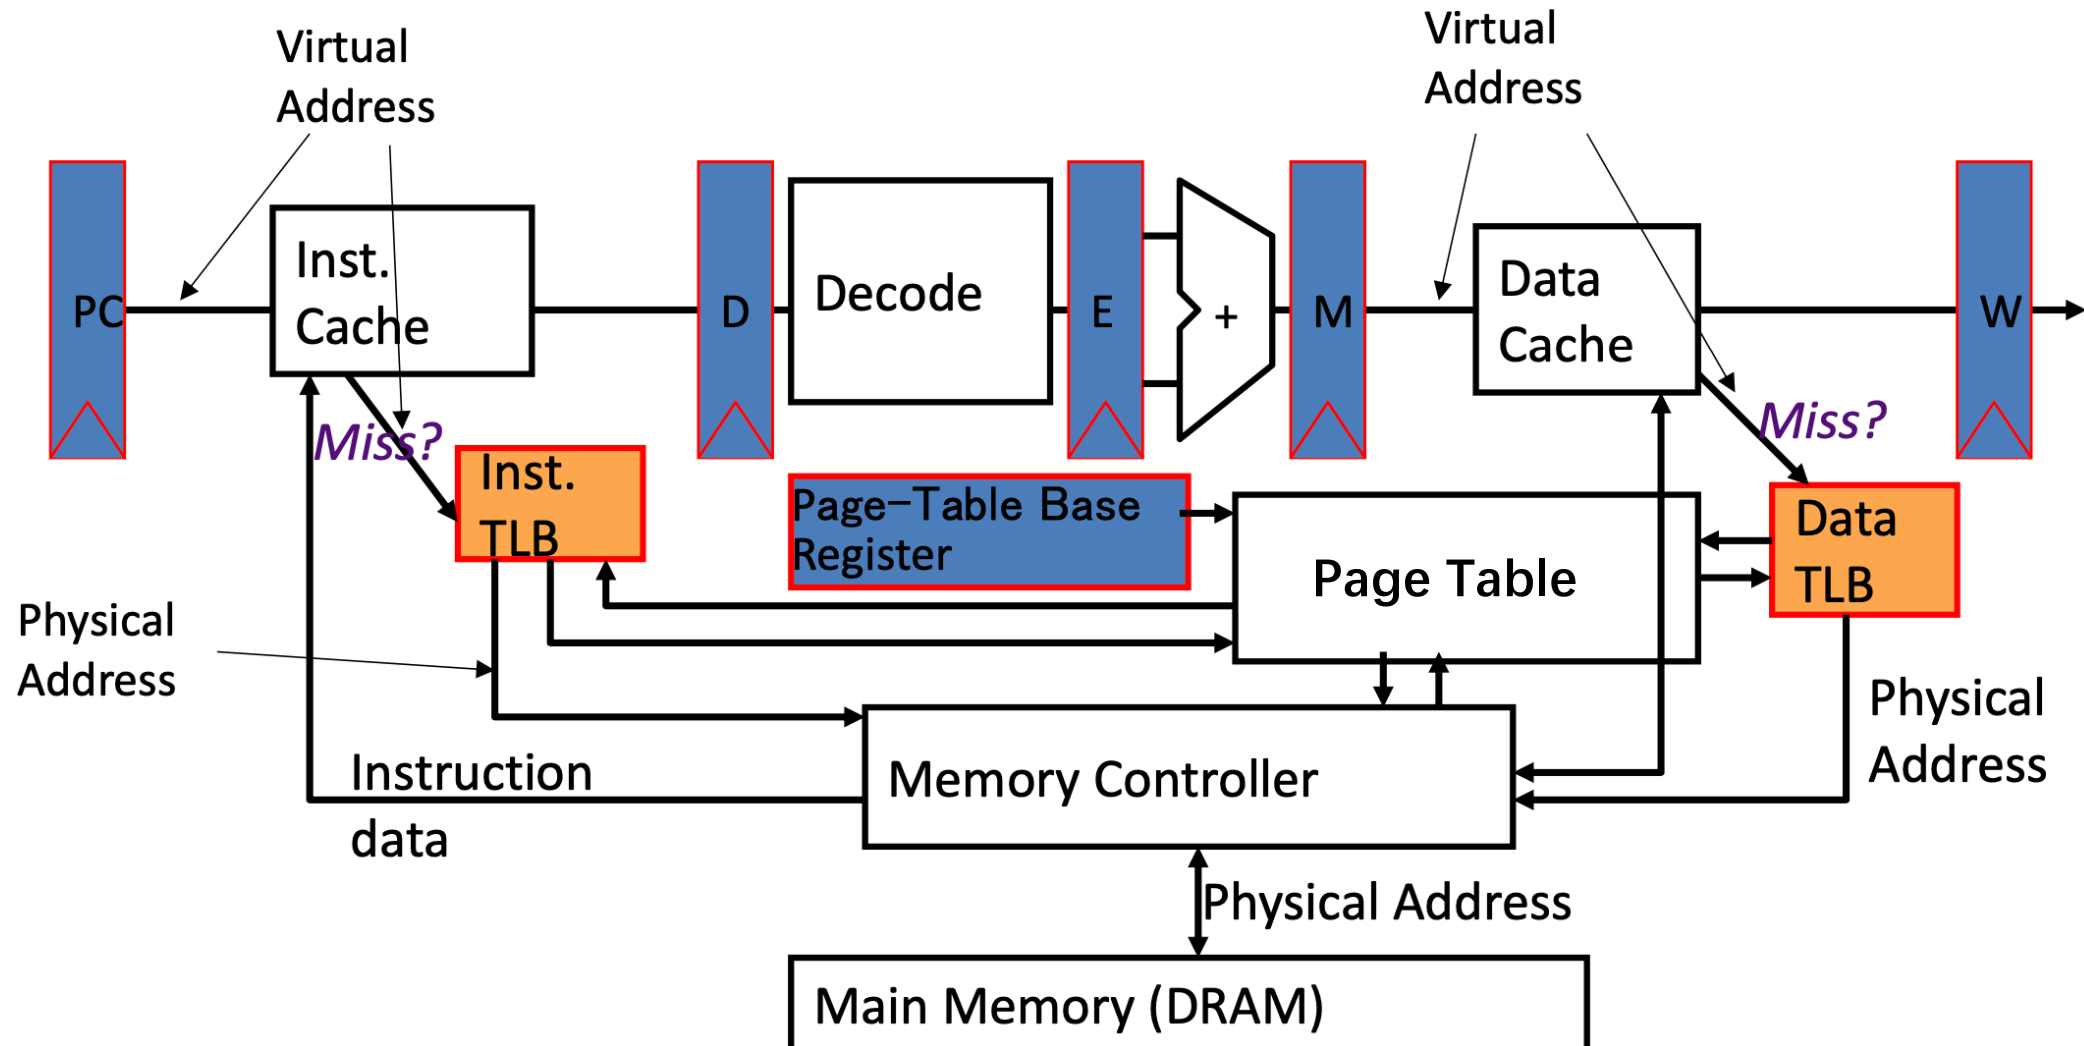 Virtual
Address
Virtual
Address
PC
Inst.
Cache
D
Decode
E
+
M
Data
Cache
W
Miss?
Miss?
Inst.
TLB
Page-Table Base
Register
Page Table
Data
TLB
Physical
Address
Physical
Address
Instruction
data
Memory Controller
Physical Address
Main Memory (DRAM)